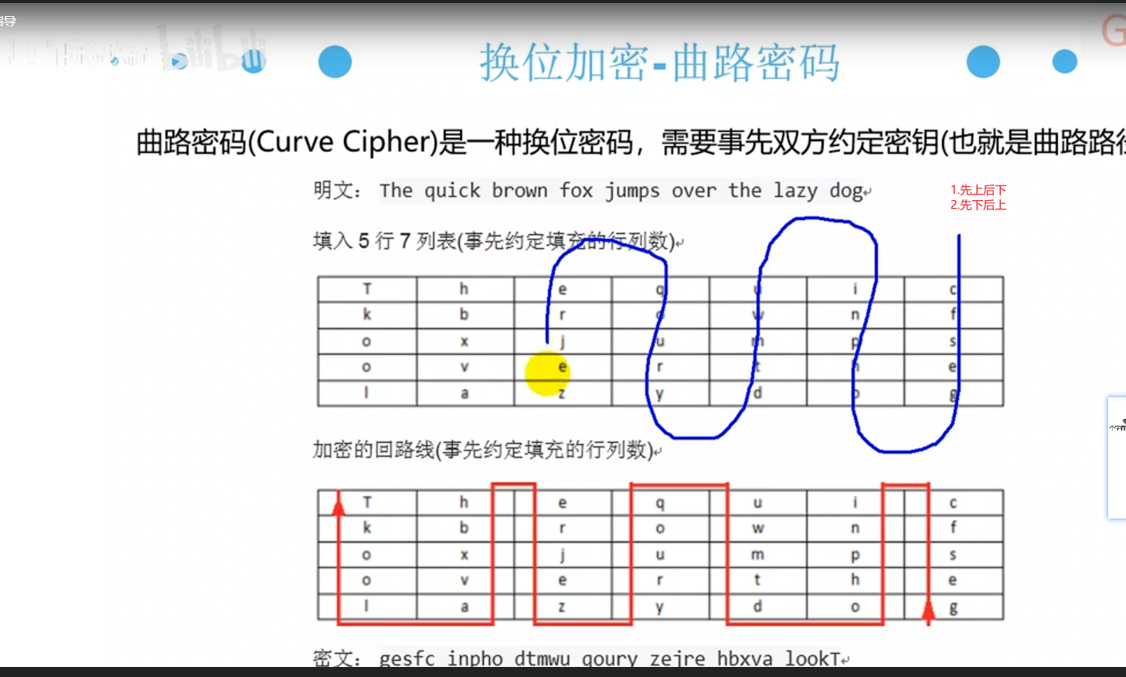 指导
bilibili
G
换位加密-曲路密码
曲路密码(Curve Cipher)是一种换位密码，需要事先双方约定密钥(也就是曲路路径
明文： The quick brown fox jumps over the lazy dog
1.先上后下
2.先下后上
填入 5 行 7 列表(事先约定填充的行列数)
T h e q u i c
k b r o w n f
o x j u m p s
o v e r t h e
l a z y d o g
加密的回路线(事先约定填充的行列数)
T h e q u i c
k b r o w n f
o x j u m p s
o v e r t h e
l a z y d o g
密文： gesfc inpho dtmwu qoury zejre hbxva lookT